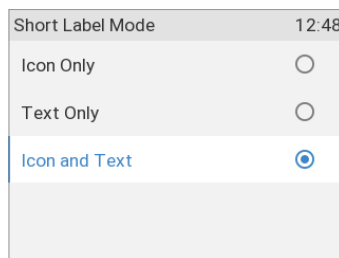 Short Label Mode 12:48
Icon Only
Text Only
Icon and Text